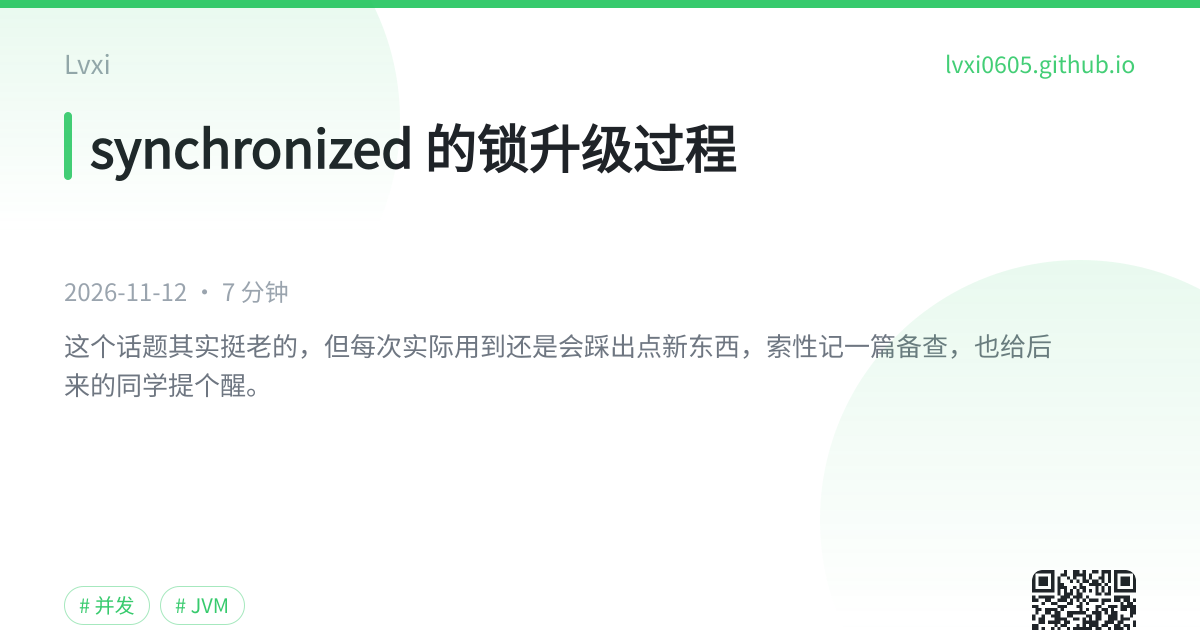 Lvxi
lvxi0605.github.io
synchronized 的锁升级过程
2026-11-12 · 7 分钟
这个话题其实挺老的，但每次实际用到还是会踩出点新东西，索性记一篇备查，也给后
来的同学提个醒。
# 并发
# JVM